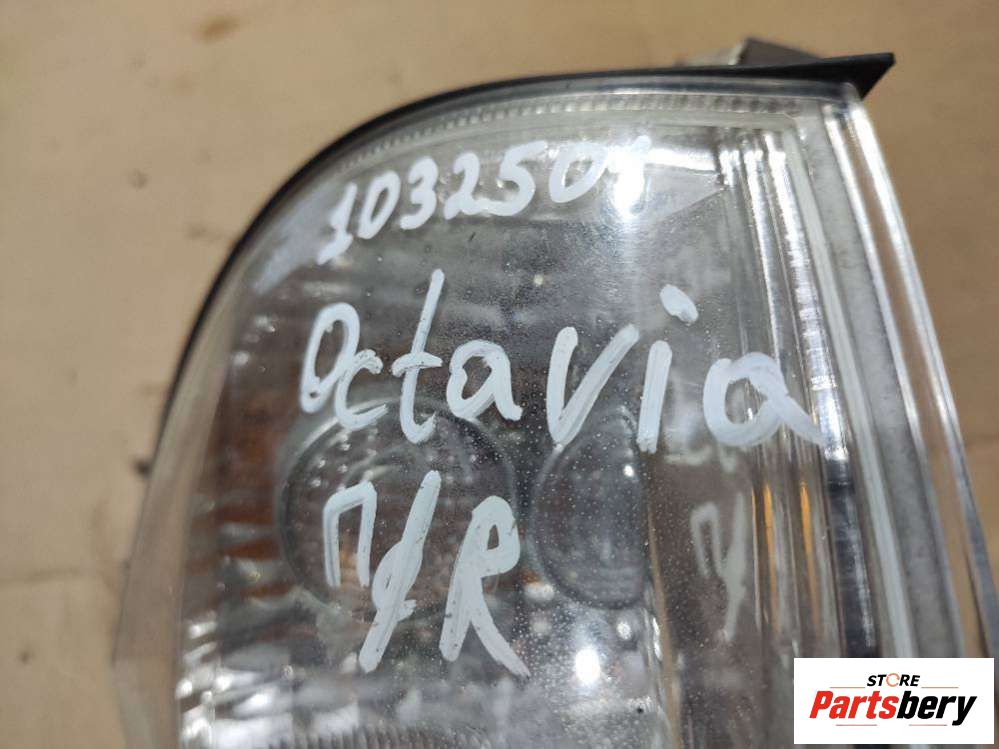 1032501
Octavia
П/R
STORE
Partsbery